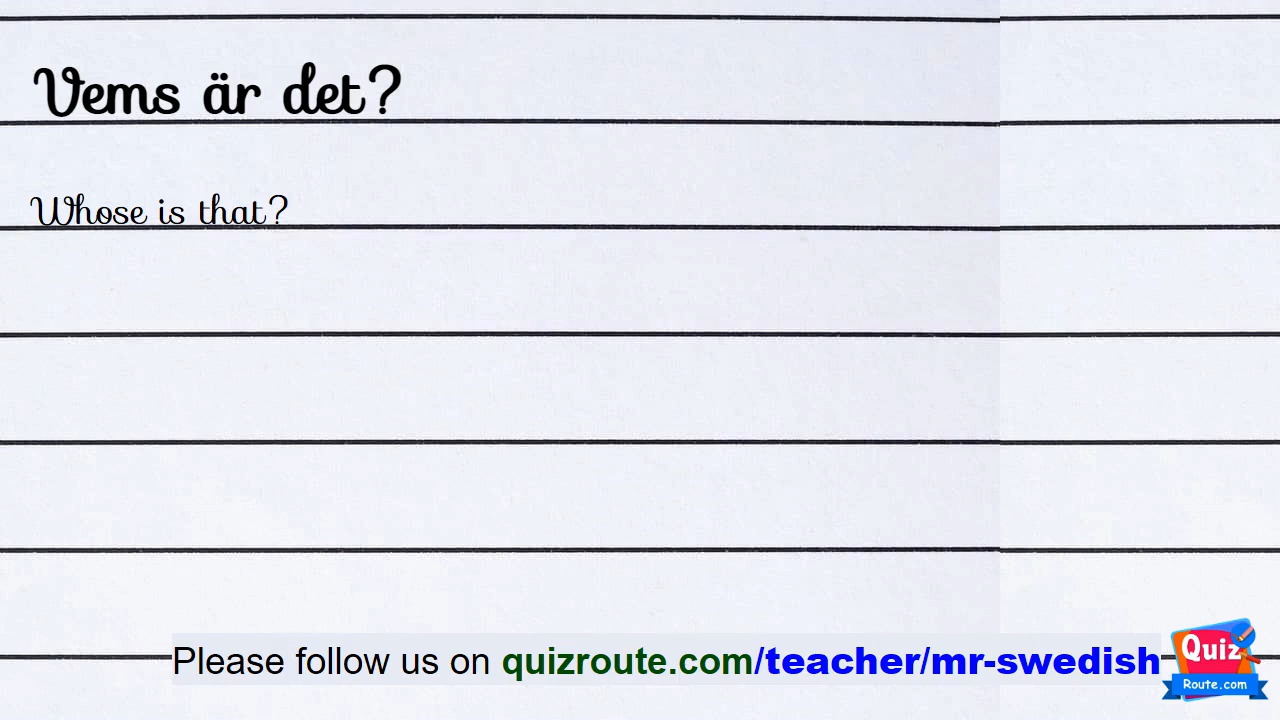 Vems är det?
Whose is that?
Please follow us on quizroute.com/teacher/mr-swedish
Quiz
Route.com